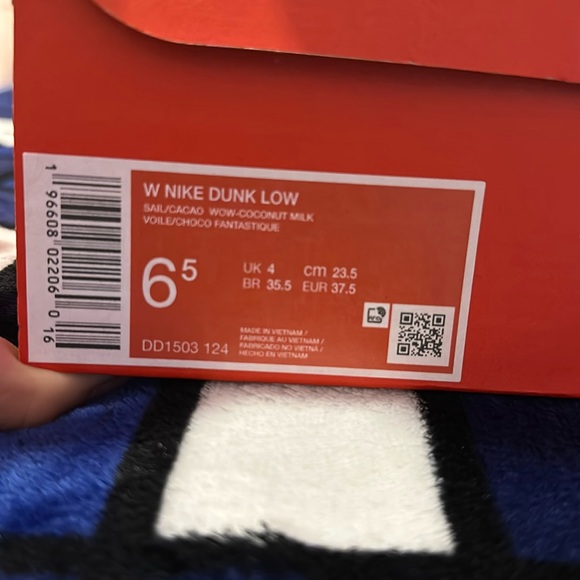 W NIKE DUNK LOW
SAIL/CACAO WOW-COCONUT MILK
VOILE/CHOCO FANTASTIQUE
6 5
UK 4 cm 23.5
BR 35.5 EUR 37.5
MADE IN VIETNAM /
FABRIQUE AU VIETNAM /
FABRICADO NO VIETNÃ /
HECHO EN VIETNAM
DD1503 124
1 96608 02206 0 16